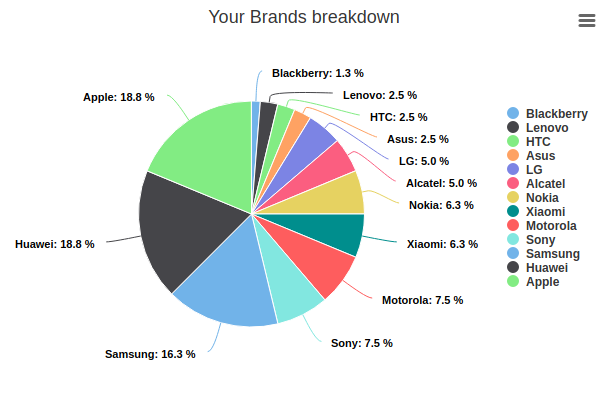 Your Brands breakdown
Blackberry: 1.3 %
Lenovo: 2.5 %
HTC: 2.5 %
Asus: 2.5 %
LG: 5.0 %
Alcatel: 5.0 %
Nokia: 6.3 %
Xiaomi: 6.3 %
Motorola: 7.5 %
Sony: 7.5 %
Samsung: 16.3 %
Huawei: 18.8 %
Apple: 18.8 %
Blackberry
Lenovo
HTC
Asus
LG
Alcatel
Nokia
Xiaomi
Motorola
Sony
Samsung
Huawei
Apple